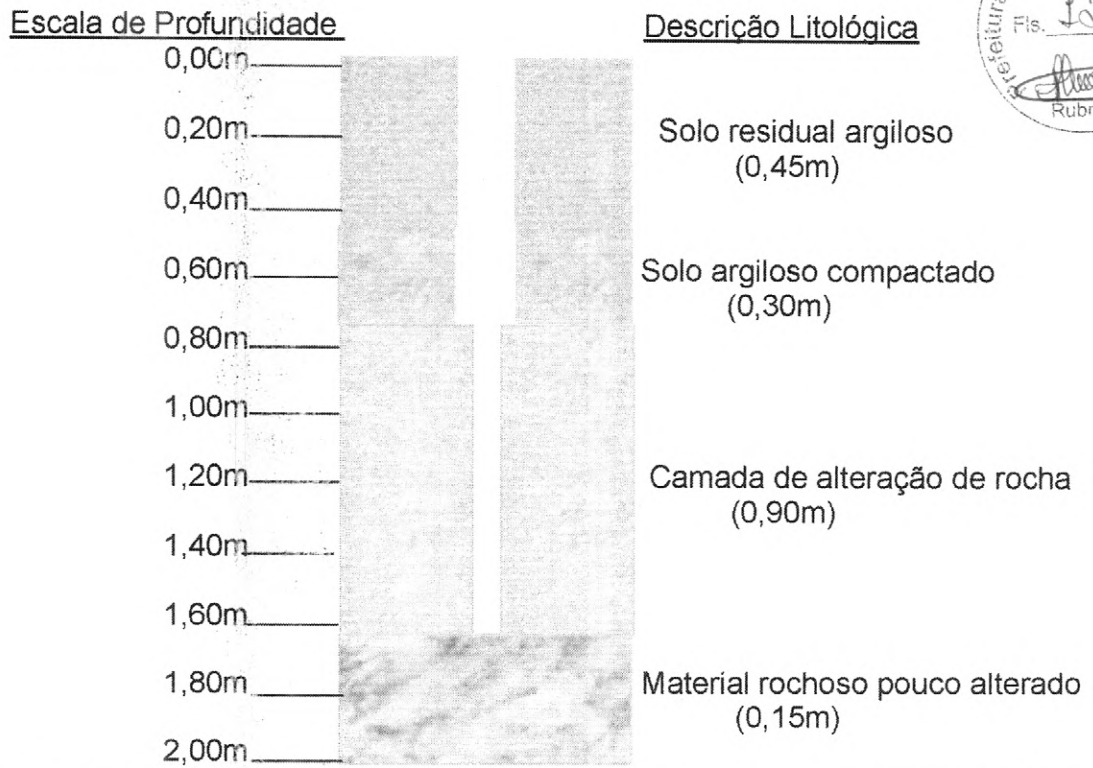 Escala de Profundidade
Descrição Litológica
Fls.
0,00m
0,20m
Solo residual argiloso
(0,45m)
0,40m
0,60m
Solo argiloso compactado
(0,30m)
0,80m
1,00m
1,20m
Camada de alteração de rocha
(0,90m)
1,40m
1,60m
1,80m
Material rochoso pouco alterado
(0,15m)
2,00m